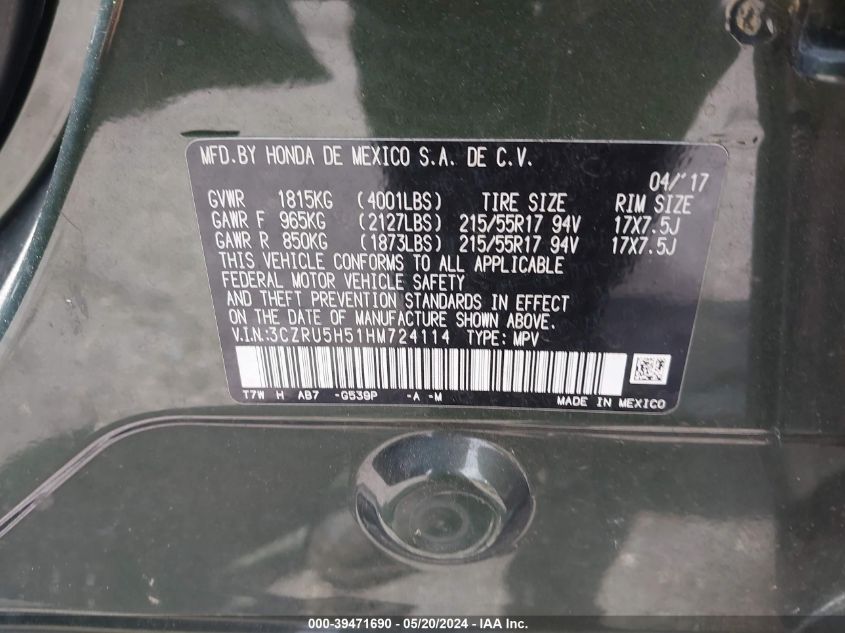 MFD.BY HONDA DE MEXICO S.A. DE C.V.
04/'17
GVWR 1815KG (4001LBS) TIRE SIZE RIM SIZE
GAWR F 965KG (2127LBS) 215/55R17 94V 17X7.5J
GAWR R 850KG (1873LBS) 215/55R17 94V 17X7.5J
THIS VEHICLE CONFORMS TO ALL APPLICABLE
FEDERAL MOTOR VEHICLE SAFETY
AND THEFT PREVENTION STANDARDS IN EFFECT
ON THE DATE OF MANUFACTURE SHOWN ABOVE.
V.I.N.:3CZRU5H51HM724114 TYPE: MPV
T7W H AB7 -G539P -A -M
MADE IN MEXICO
000-39471690 - 05/20/2024 - IAA Inc.